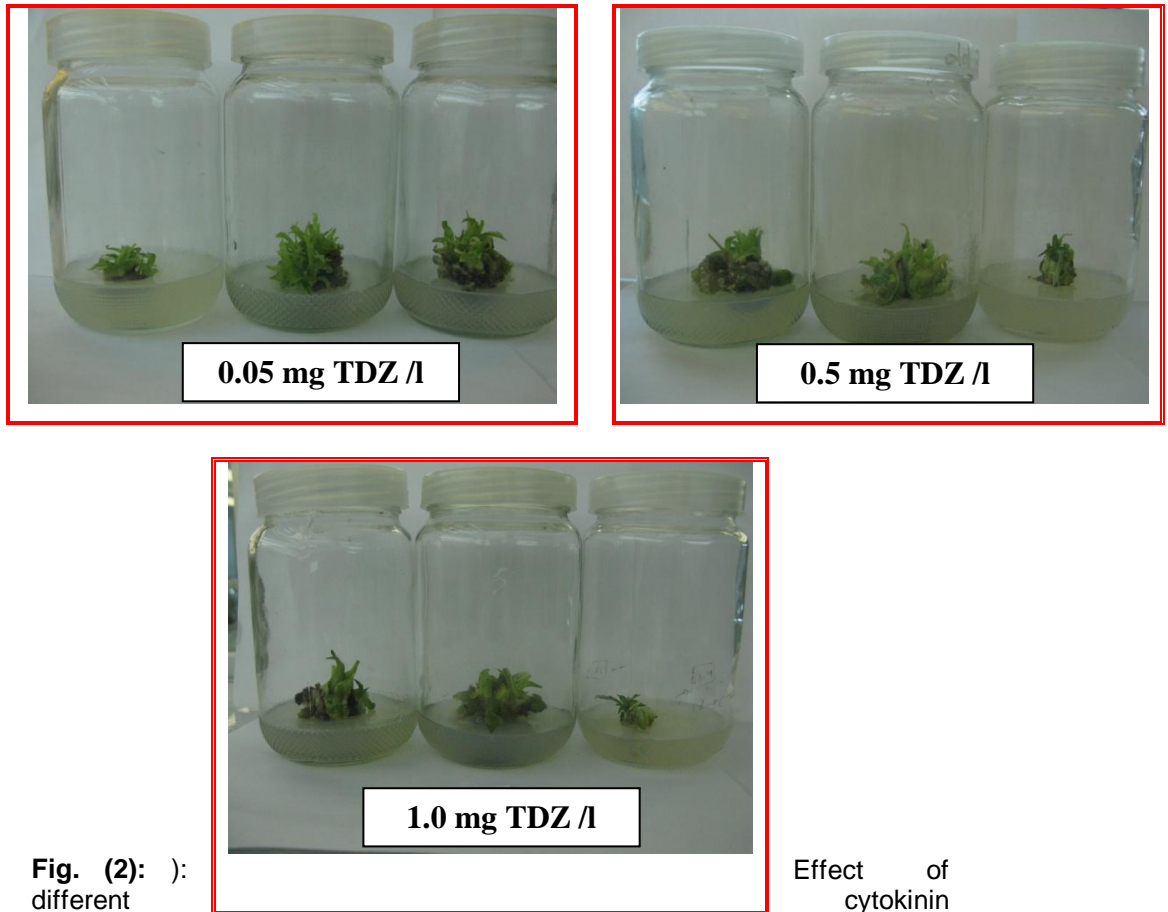 0.05 mg TDZ /l
0.5 mg TDZ /l
1.0 mg TDZ /l
Fig. (2): ): Effect of
different cytokinin